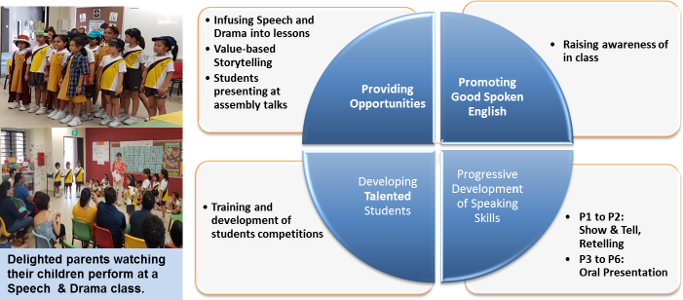 • Infusing Speech and
Drama into lessons
• Value-based
Storytelling
• Students
presenting at
assembly talks
Providing
Opportunities
Promoting
Good Spoken
English
• Raising awareness of
in class
Developing
Talented
Students
Progressive
Development
of Speaking
Skills
• Training and
development of
students competitions
• P1 to P2:
Show & Tell,
Retelling
• P3 to P6:
Oral Presentation
Delighted parents watching
their children perform at a
Speech & Drama class.